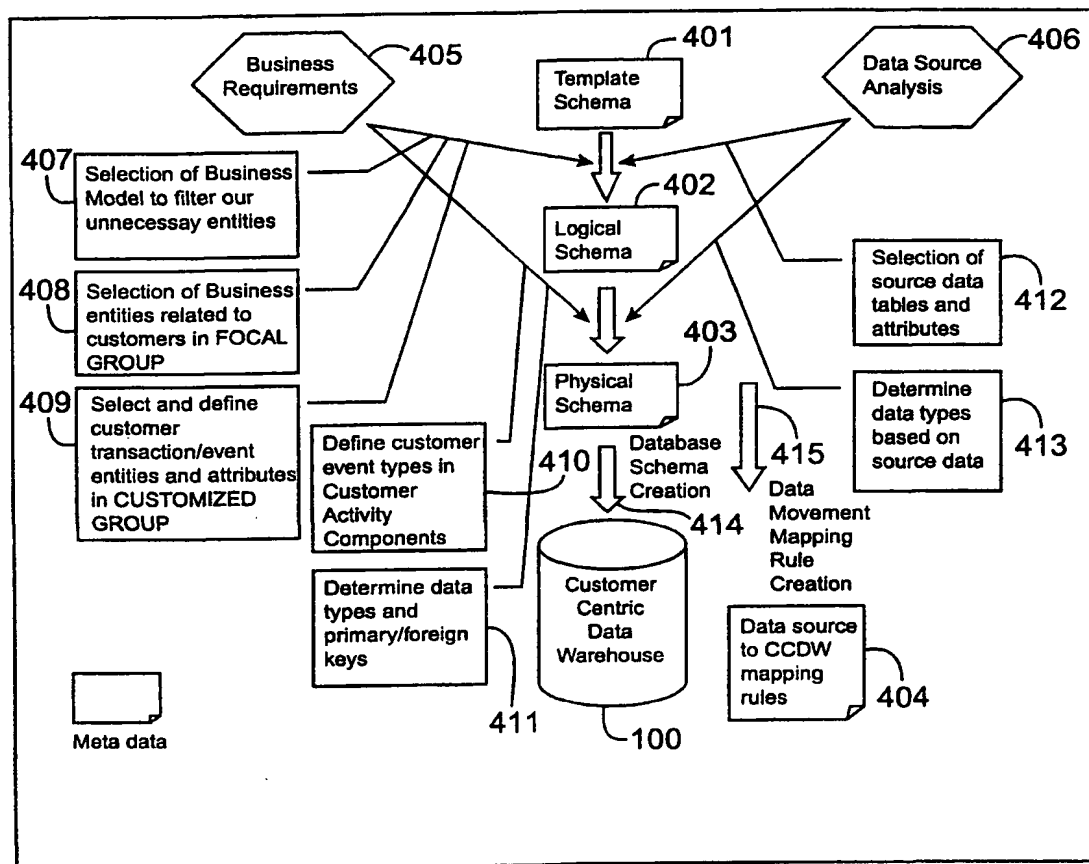 Business
Requirements
405
401
Template
Schema
Data Source
Analysis
406
407
Selection of Business
Model to filter our
unnecessay entities
402
Logical
Schema
408
Selection of Business
entities related to
customers in FOCAL
GROUP
Selection of
source data
tables and
attributes
412
403
Physical
Schema
409
Select and define
customer
transaction/event
entities and attributes
in CUSTOMIZED
GROUP
Define customer
event types in
Customer
Activity
Components
410
Database
Schema
Creation
414
415
Data
Movement
Mapping
Rule
Creation
Determine
data types
based on
source data
413
Determine data
types and
primary/foreign
keys
411
Customer
Centric
Data
Warehouse
100
Data source
to CCDW
mapping
rules
404
Meta data